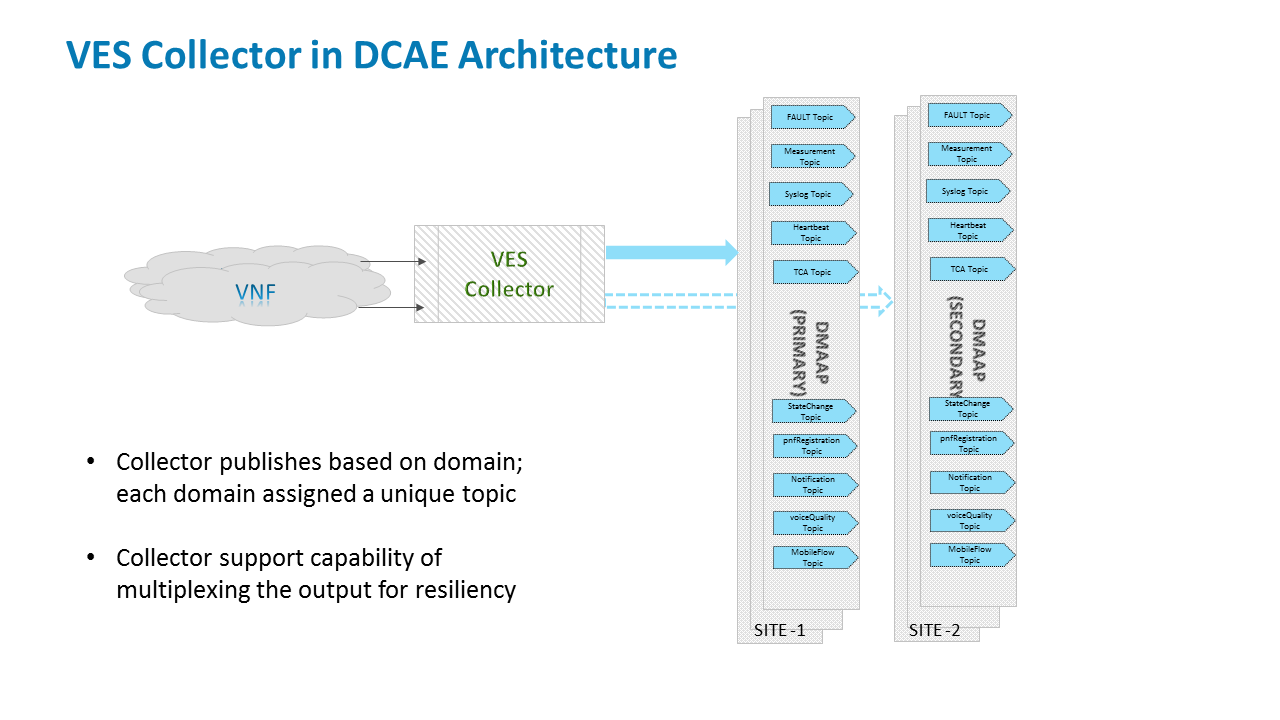 VES Collector in DCAE Architecture
VNF
VES
Collector
FAULT Topic
Measurement
Topic
Syslog Topic
Heartbeat
Topic
TCA Topic
DMAAP
(PRIMARY)
StateChange
Topic
pnfRegistration
Topic
Notification
Topic
voiceQuality
Topic
MobileFlow
Topic
SITE -1
FAULT Topic
Measurement
Topic
Syslog Topic
Heartbeat
Topic
TCA Topic
DMAAP
(SECONDARY
StateChange
Topic
pnfRegistration
Topic
Notification
Topic
voiceQuality
Topic
MobileFlow
Topic
SITE -2
• Collector publishes based on domain;
each domain assigned a unique topic
• Collector support capability of
multiplexing the output for resiliency